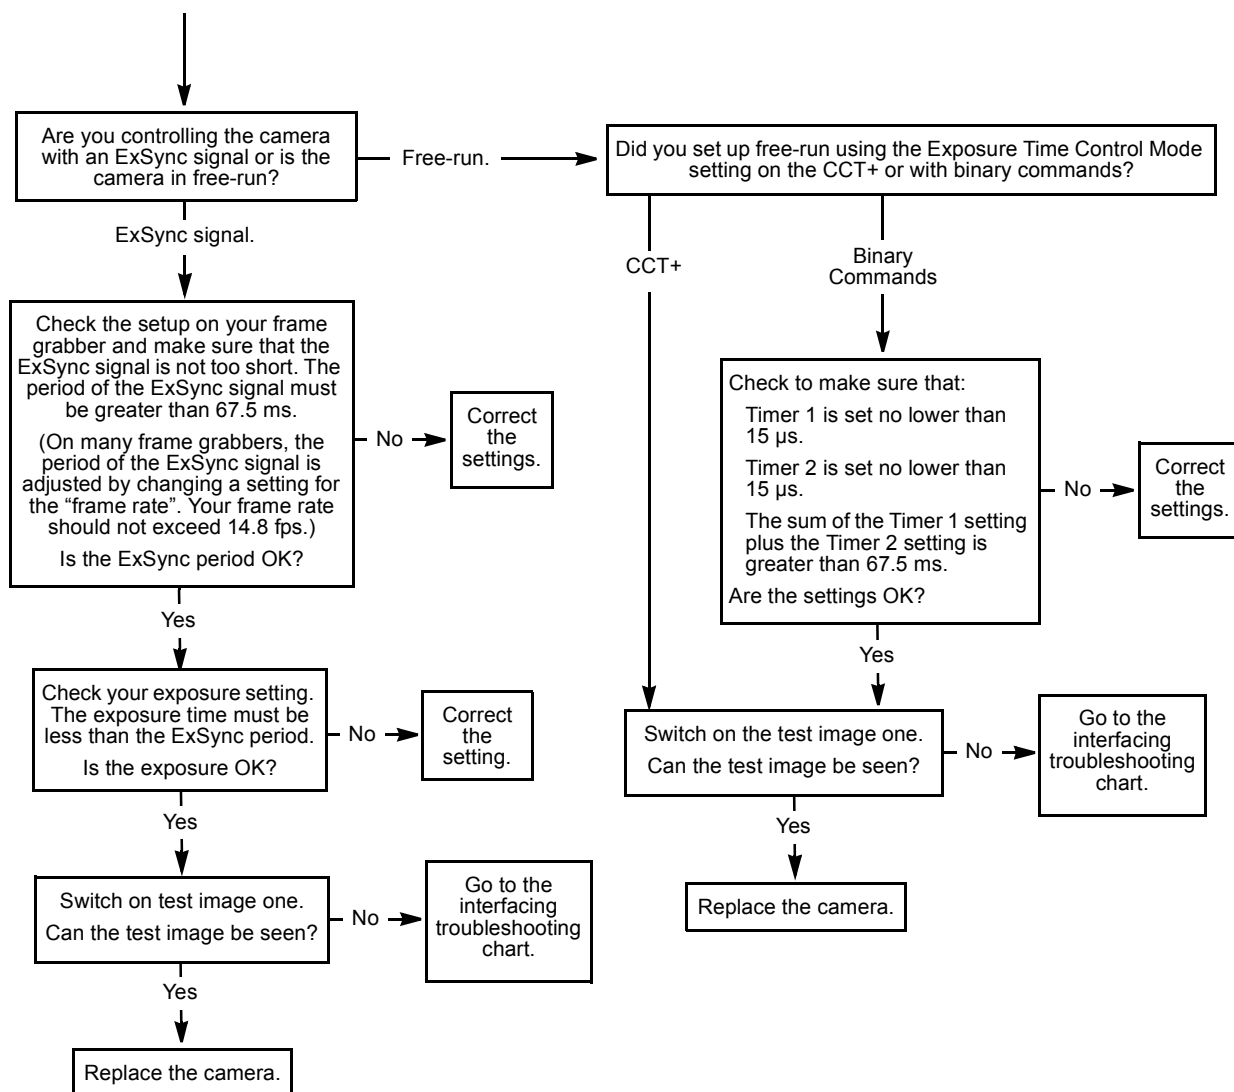 Are you controlling the camera
with an ExSync signal or is the
camera in free-run?
Free-run.
Did you set up free-run using the Exposure Time Control Mode
setting on the CCT+ or with binary commands?
ExSync signal.
CCT+
Binary
Commands
Check the setup on your frame
grabber and make sure that the
ExSync signal is not too short. The
period of the ExSync signal must
be greater than 67.5 ms.
(On many frame grabbers, the
period of the ExSync signal is
adjusted by changing a setting for
the “frame rate”. Your frame rate
should not exceed 14.8 fps.)
Is the ExSync period OK?
No
Correct
the
settings.
Check to make sure that:
Timer 1 is set no lower than
15 µs.
Timer 2 is set no lower than
15 µs.
The sum of the Timer 1 setting
plus the Timer 2 setting is
greater than 67.5 ms.
Are the settings OK?
No
Correct
the
settings.
Yes
Yes
Check your exposure setting.
The exposure time must be
less than the ExSync period.
Is the exposure OK?
No
Correct
the
setting.
Switch on the test image one.
Can the test image be seen?
No
Go to the
interfacing
troubleshooting
chart.
Yes
Yes
Switch on test image one.
Can the test image be seen?
No
Go to the
interfacing
troubleshooting
chart.
Replace the camera.
Yes
Replace the camera.